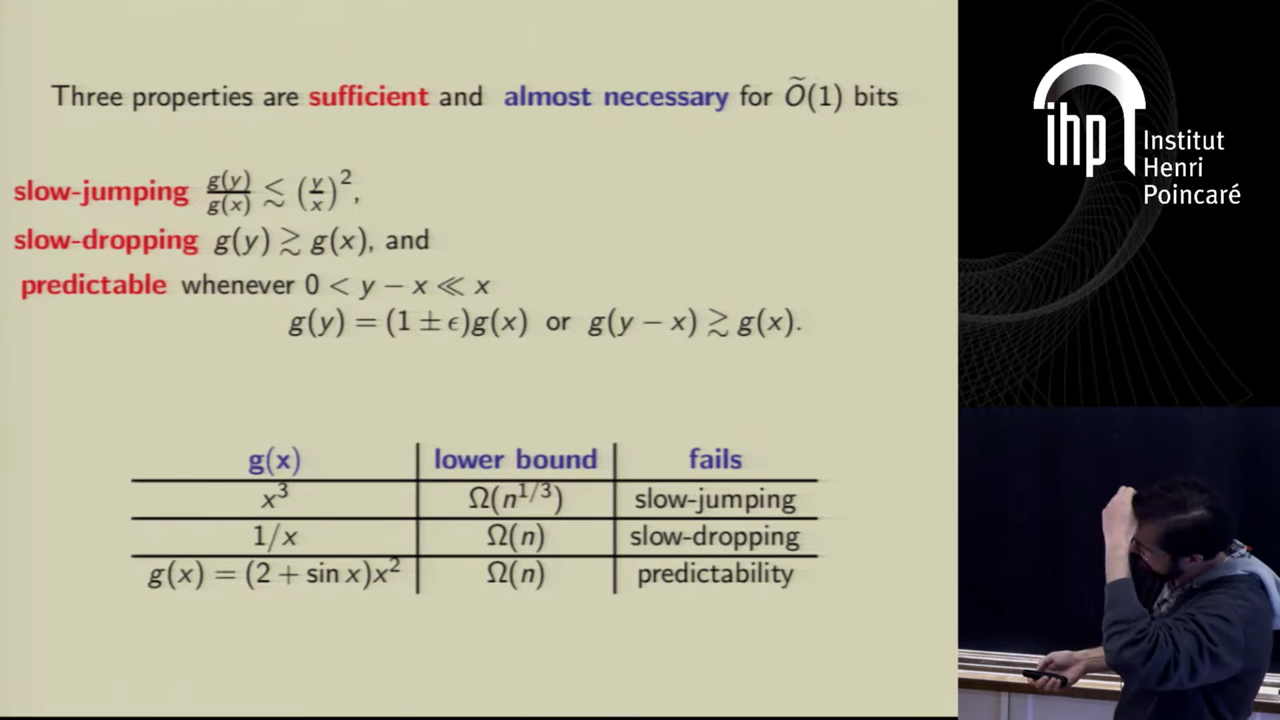 Three properties are sufficient and almost necessary for Õ(1) bits
slow-jumping g(y)/g(x) ≲ (y/x)²,
slow-dropping g(y) ≳ g(x), and
predictable whenever 0 < y − x ≪ x
g(y) = (1 ± ϵ)g(x) or g(y − x) ≳ g(x).
g(x) lower bound fails
x³ Ω(n^{1/3}) slow-jumping
1/x Ω(n) slow-dropping
g(x) = (2 + sin x)x² Ω(n) predictability
ihp
Institut
Henri
Poincaré